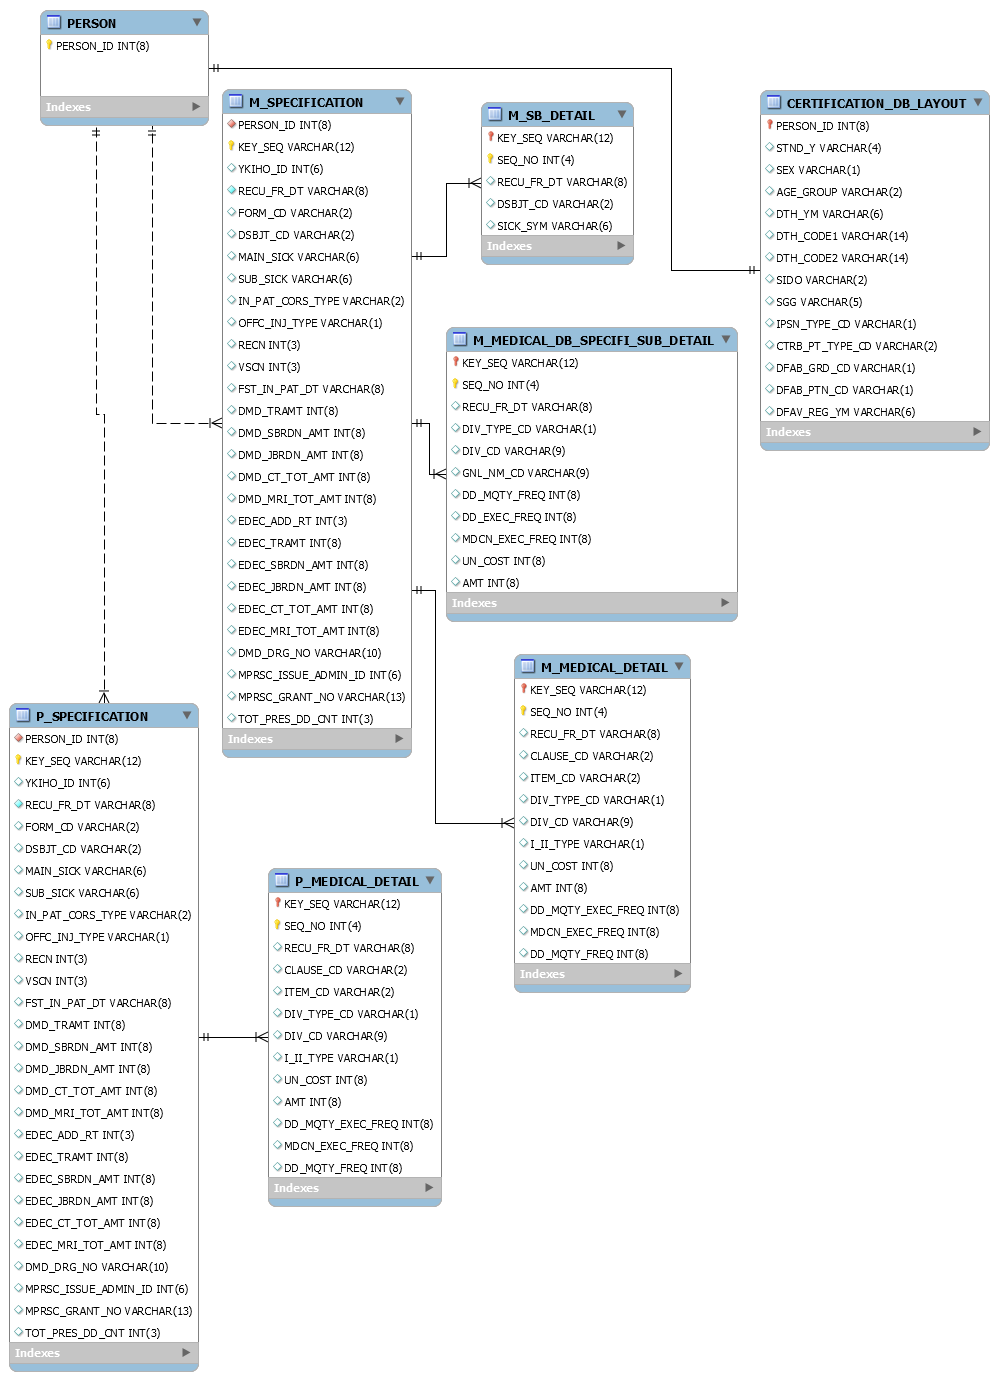 PERSON
PERSON_ID INT(8)
Indexes
M_SPECIFICATION
PERSON_ID INT(8)
KEY_SEQ VARCHAR(12)
YKIHO_ID INT(6)
RECU_FR_DT VARCHAR(8)
FORM_CD VARCHAR(2)
DSBJT_CD VARCHAR(2)
MAIN_SICK VARCHAR(6)
SUB_SICK VARCHAR(6)
IN_PAT_CORS_TYPE VARCHAR(2)
OFFC_INJ_TYPE VARCHAR(1)
RECN INT(3)
VSCN INT(3)
FST_IN_PAT_DT VARCHAR(8)
DMD_TRAMT INT(8)
DMD_SBRDN_AMT INT(8)
DMD_JBRDN_AMT INT(8)
DMD_CT_TOT_AMT INT(8)
DMD_MRI_TOT_AMT INT(8)
EDEC_ADD_RT INT(3)
EDEC_TRAMT INT(8)
EDEC_SBRDN_AMT INT(8)
EDEC_JBRDN_AMT INT(8)
EDEC_CT_TOT_AMT INT(8)
EDEC_MRI_TOT_AMT INT(8)
DMD_DRG_NO VARCHAR(10)
MPRSC_ISSUE_ADMIN_ID INT(6)
MPRSC_GRANT_NO VARCHAR(13)
TOT_PRES_DD_CNT INT(3)
Indexes
M_SB_DETAIL
KEY_SEQ VARCHAR(12)
SEQ_NO INT(4)
RECU_FR_DT VARCHAR(8)
DSBJT_CD VARCHAR(2)
SICK_SYM VARCHAR(6)
Indexes
CERTIFICATION_DB_LAYOUT
PERSON_ID INT(8)
STND_Y VARCHAR(4)
SEX VARCHAR(1)
AGE_GROUP VARCHAR(2)
DTH_YM VARCHAR(6)
DTH_CODE1 VARCHAR(14)
DTH_CODE2 VARCHAR(14)
SIDO VARCHAR(2)
SGG VARCHAR(5)
IPSN_TYPE_CD VARCHAR(1)
CTRB_PT_TYPE_CD VARCHAR(2)
DFAB_GRD_CD VARCHAR(1)
DFAB_PTN_CD VARCHAR(1)
DFAV_REG_YM VARCHAR(6)
Indexes
M_MEDICAL_DB_SPECIFI_SUB_DETAIL
KEY_SEQ VARCHAR(12)
SEQ_NO INT(4)
RECU_FR_DT VARCHAR(8)
DIV_TYPE_CD VARCHAR(1)
DIV_CD VARCHAR(9)
GNL_NM_CD VARCHAR(9)
DD_MQTY_FREQ INT(8)
DD_EXEC_FREQ INT(8)
MDCN_EXEC_FREQ INT(8)
UN_COST INT(8)
AMT INT(8)
Indexes
M_MEDICAL_DETAIL
KEY_SEQ VARCHAR(12)
SEQ_NO INT(4)
RECU_FR_DT VARCHAR(8)
CLAUSE_CD VARCHAR(2)
ITEM_CD VARCHAR(2)
DIV_TYPE_CD VARCHAR(1)
DIV_CD VARCHAR(9)
I_II_TYPE VARCHAR(1)
UN_COST INT(8)
AMT INT(8)
DD_MQTY_EXEC_FREQ INT(8)
MDCN_EXEC_FREQ INT(8)
DD_MQTY_FREQ INT(8)
Indexes
P_SPECIFICATION
PERSON_ID INT(8)
KEY_SEQ VARCHAR(12)
YKIHO_ID INT(6)
RECU_FR_DT VARCHAR(8)
FORM_CD VARCHAR(2)
DSBJT_CD VARCHAR(2)
MAIN_SICK VARCHAR(6)
SUB_SICK VARCHAR(6)
IN_PAT_CORS_TYPE VARCHAR(2)
OFFC_INJ_TYPE VARCHAR(1)
RECN INT(3)
VSCN INT(3)
FST_IN_PAT_DT VARCHAR(8)
DMD_TRAMT INT(8)
DMD_SBRDN_AMT INT(8)
DMD_JBRDN_AMT INT(8)
DMD_CT_TOT_AMT INT(8)
DMD_MRI_TOT_AMT INT(8)
EDEC_ADD_RT INT(3)
EDEC_TRAMT INT(8)
EDEC_SBRDN_AMT INT(8)
EDEC_JBRDN_AMT INT(8)
EDEC_CT_TOT_AMT INT(8)
EDEC_MRI_TOT_AMT INT(8)
DMD_DRG_NO VARCHAR(10)
MPRSC_ISSUE_ADMIN_ID INT(6)
MPRSC_GRANT_NO VARCHAR(13)
TOT_PRES_DD_CNT INT(3)
Indexes
P_MEDICAL_DETAIL
KEY_SEQ VARCHAR(12)
SEQ_NO INT(4)
RECU_FR_DT VARCHAR(8)
CLAUSE_CD VARCHAR(2)
ITEM_CD VARCHAR(2)
DIV_TYPE_CD VARCHAR(1)
DIV_CD VARCHAR(9)
I_II_TYPE VARCHAR(1)
UN_COST INT(8)
AMT INT(8)
DD_MQTY_EXEC_FREQ INT(8)
MDCN_EXEC_FREQ INT(8)
DD_MQTY_FREQ INT(8)
Indexes